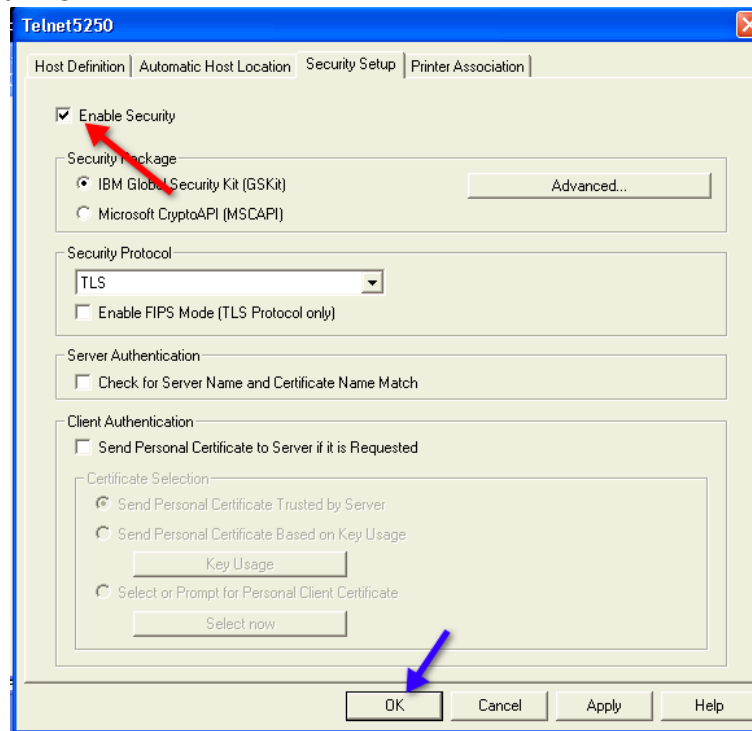 Telnet5250
Host Definition Automatic Host Location Security Setup Printer Association
Enable Security
Security Package
IBM Global Security Kit (GSKit)
Advanced...
Microsoft CryptoAPI (MSCAPI)
Security Protocol
TLS
Enable FIPS Mode (TLS Protocol only)
Server Authentication
Check for Server Name and Certificate Name Match
Client Authentication
Send Personal Certificate to Server if it is Requested
Certificate Selection
Send Personal Certificate Trusted by Server
Send Personal Certificate Based on Key Usage
Key Usage
Select or Prompt for Personal Client Certificate
Select now
OK Cancel Apply Help